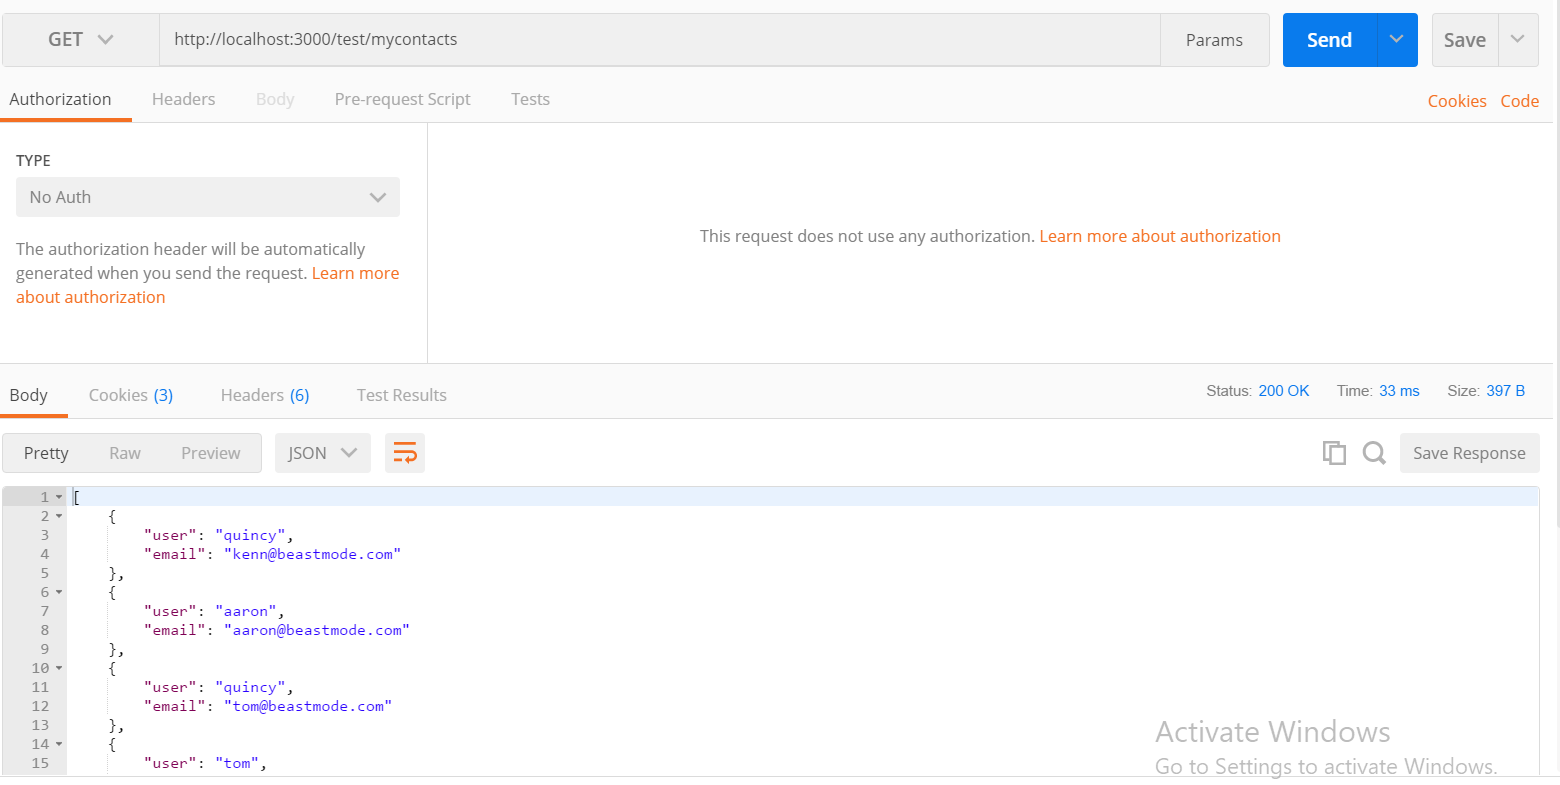 GET http://localhost:3000/test/mycontacts Params Send Save
Authorization Headers Body Pre-request Script Tests Cookies Code
TYPE
No Auth
The authorization header will be automatically
generated when you send the request. Learn more
about authorization
This request does not use any authorization. Learn more about authorization
Body Cookies (3) Headers (6) Test Results Status: 200 OK Time: 33 ms Size: 397 B
Pretty Raw Preview JSON Save Response
1 [
2 {
3 "user": "quincy",
4 "email": "kenn@beastmode.com"
5 },
6 {
7 "user": "aaron",
8 "email": "aaron@beastmode.com"
9 },
10 {
11 "user": "quincy",
12 "email": "tom@beastmode.com"
13 },
14 {
15 "user": "tom",
Activate Windows
Go to Settings to activate Windows.